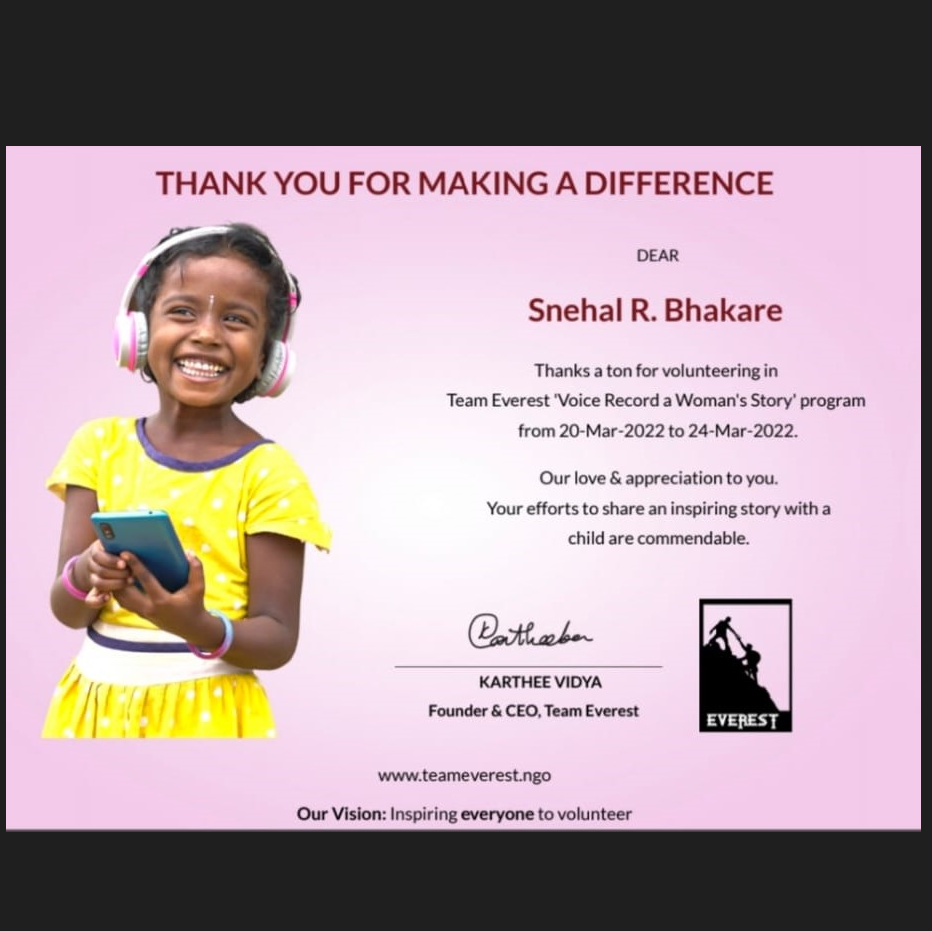 THANK YOU FOR MAKING A DIFFERENCE
DEAR
Snehal R. Bhakare
Thanks a ton for volunteering in
Team Everest 'Voice Record a Woman's Story' program
from 20-Mar-2022 to 24-Mar-2022.
Our love & appreciation to you.
Your efforts to share an inspiring story with a
child are commendable.
KARTHEE VIDYA
Founder & CEO, Team Everest
EVEREST
www.teameverest.ngo
Our Vision: Inspiring everyone to volunteer